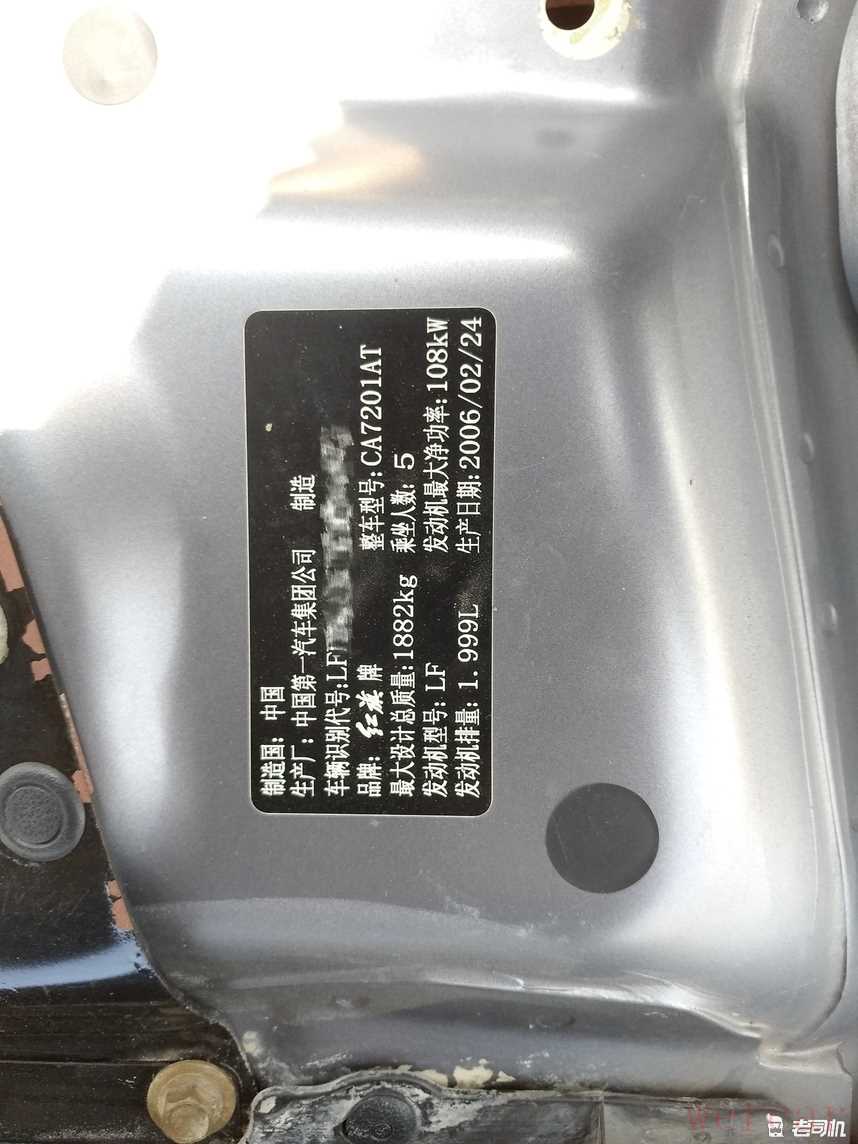 制造国：中国
生产厂：中国第一汽车集团公司 制造
车辆识别代号:LF
品牌：红旗 牌 整车型号:CA7201AT
最大设计总质量:1882kg 乘坐人数：5
发动机型号：LF 发动机最大净功率:108kW
发动机排量：1.999L 生产日期:2006/02/24
老司机